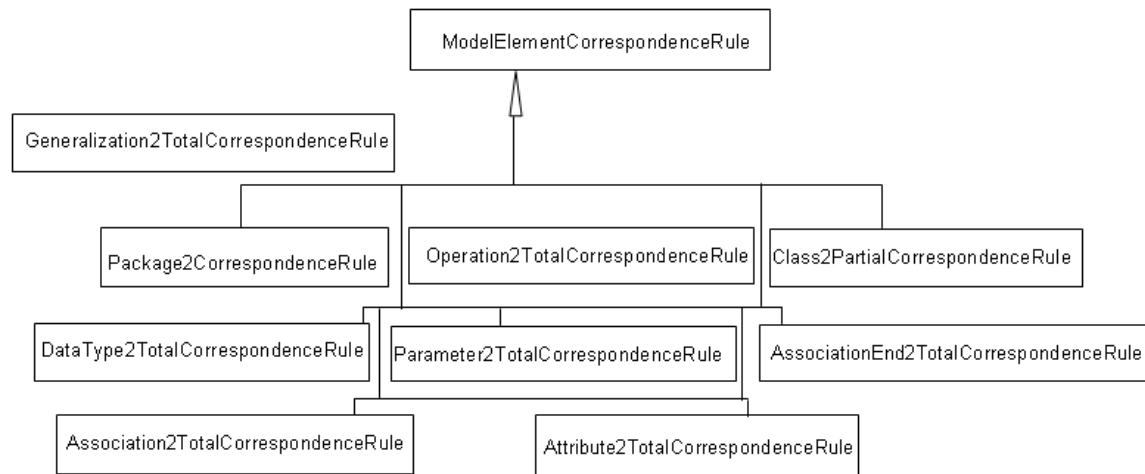 ModelElementCorrespondenceRule
Generalization2TotalCorrespondenceRule
Package2CorrespondenceRule
Operation2TotalCorrespondenceRule
Class2PartialCorrespondenceRule
DataType2TotalCorrespondenceRule
Parameter2TotalCorrespondenceRule
AssociationEnd2TotalCorrespondenceRule
Association2TotalCorrespondenceRule
Attribute2TotalCorrespondenceRule